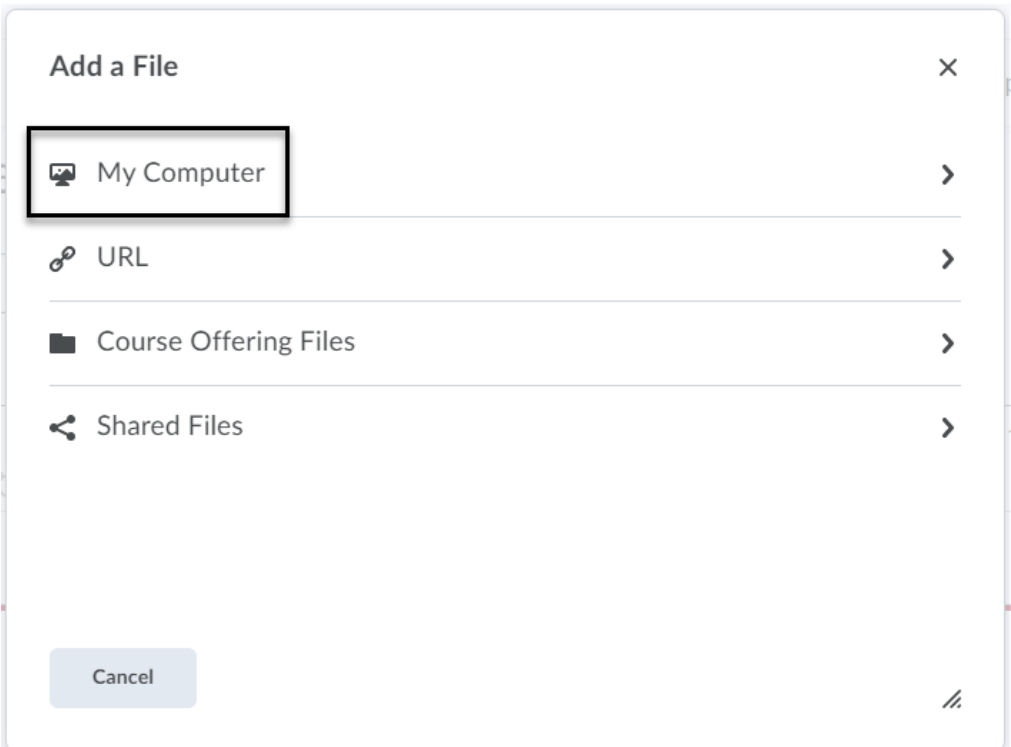 Add a File
My Computer
URL
Course Offering Files
Shared Files
Cancel